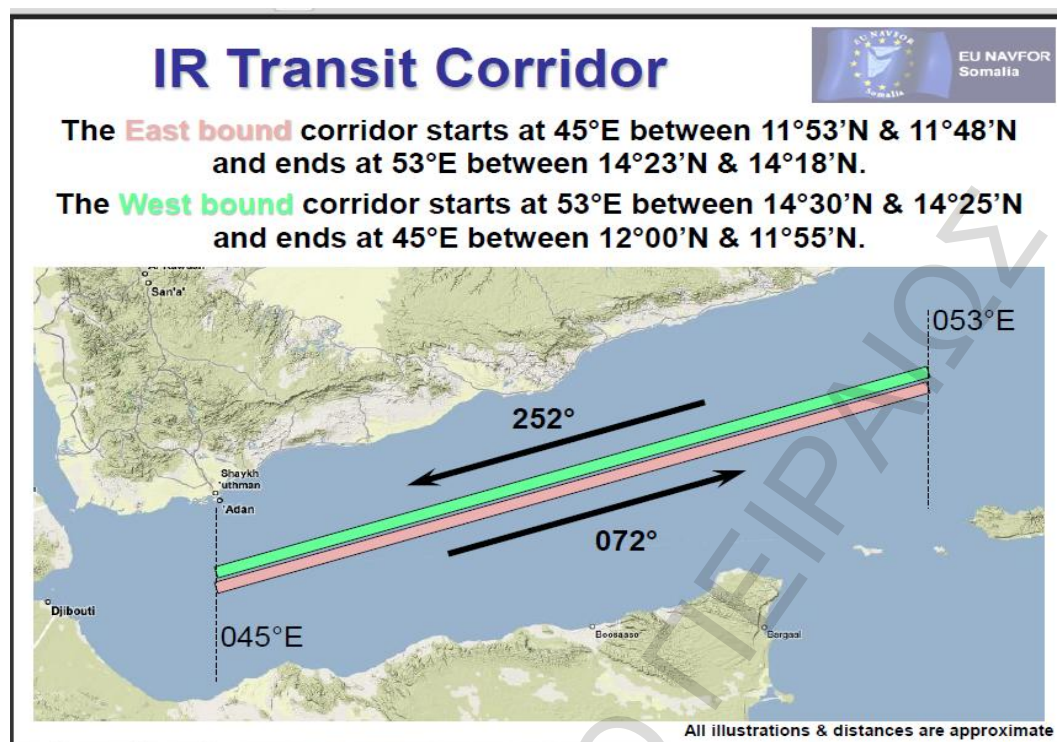 IR Transit Corridor
EU NAVFOR
Somalia
EU NAVFOR
Somalia
The East bound corridor starts at 45°E between 11°53’N & 11°48’N
and ends at 53°E between 14°23’N & 14°18’N.
The West bound corridor starts at 53°E between 14°30’N & 14°25’N
and ends at 45°E between 12°00’N & 11°55’N.
San'a'
053°E
252°
Shaykh
'uthman
'Adan
072°
Djibouti
045°E
Boosaaso
Bargaal
All illustrations & distances are approximate
ΠΕΙΡΑΙΩΣ